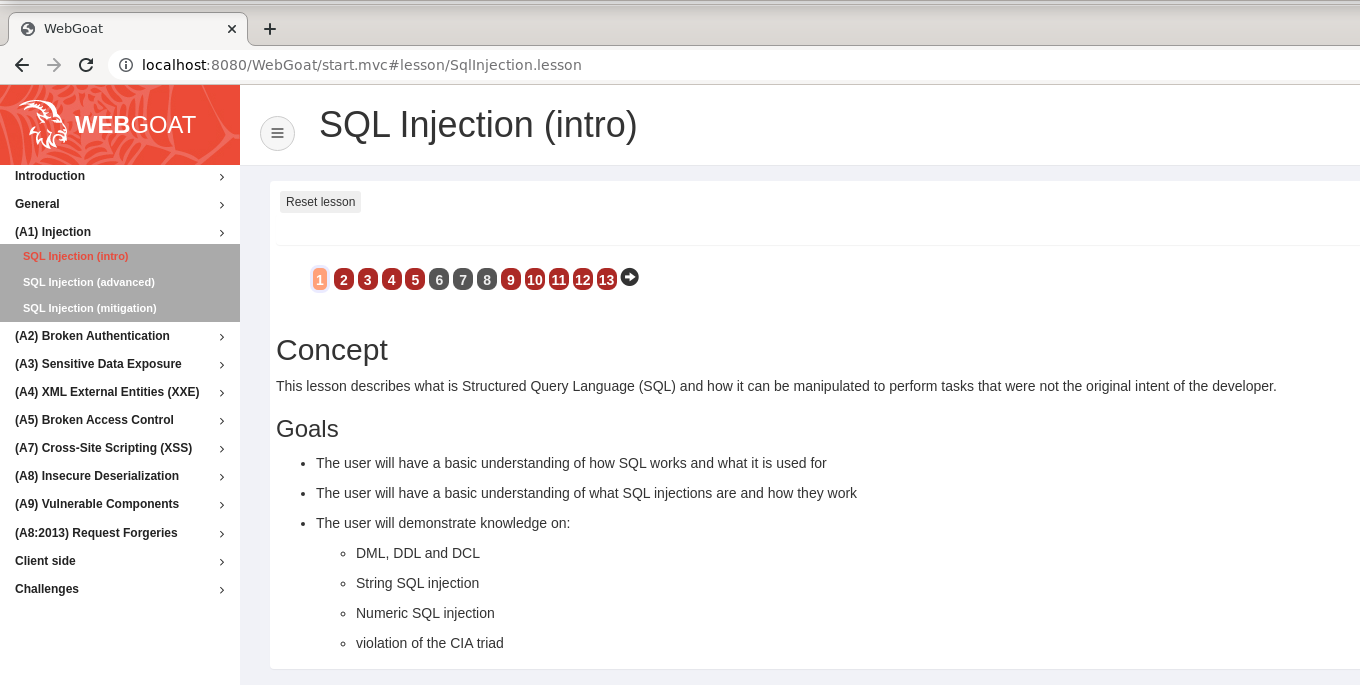 WebGoat
localhost:8080/WebGoat/start.mvc#lesson/SqlInjection.lesson
WEBGOAT
SQL Injection (intro)
Introduction
General
(A1) Injection
SQL Injection (intro)
SQL Injection (advanced)
SQL Injection (mitigation)
(A2) Broken Authentication
(A3) Sensitive Data Exposure
(A4) XML External Entities (XXE)
(A5) Broken Access Control
(A7) Cross-Site Scripting (XSS)
(A8) Insecure Deserialization
(A9) Vulnerable Components
(A8:2013) Request Forgeries
Client side
Challenges
Reset lesson
1 2 3 4 5 6 7 8 9 10 11 12 13
Concept
This lesson describes what is Structured Query Language (SQL) and how it can be manipulated to perform tasks that were not the original intent of the developer.
Goals
• The user will have a basic understanding of how SQL works and what it is used for
• The user will have a basic understanding of what SQL injections are and how they work
• The user will demonstrate knowledge on:
◦ DML, DDL and DCL
◦ String SQL injection
◦ Numeric SQL injection
◦ violation of the CIA triad